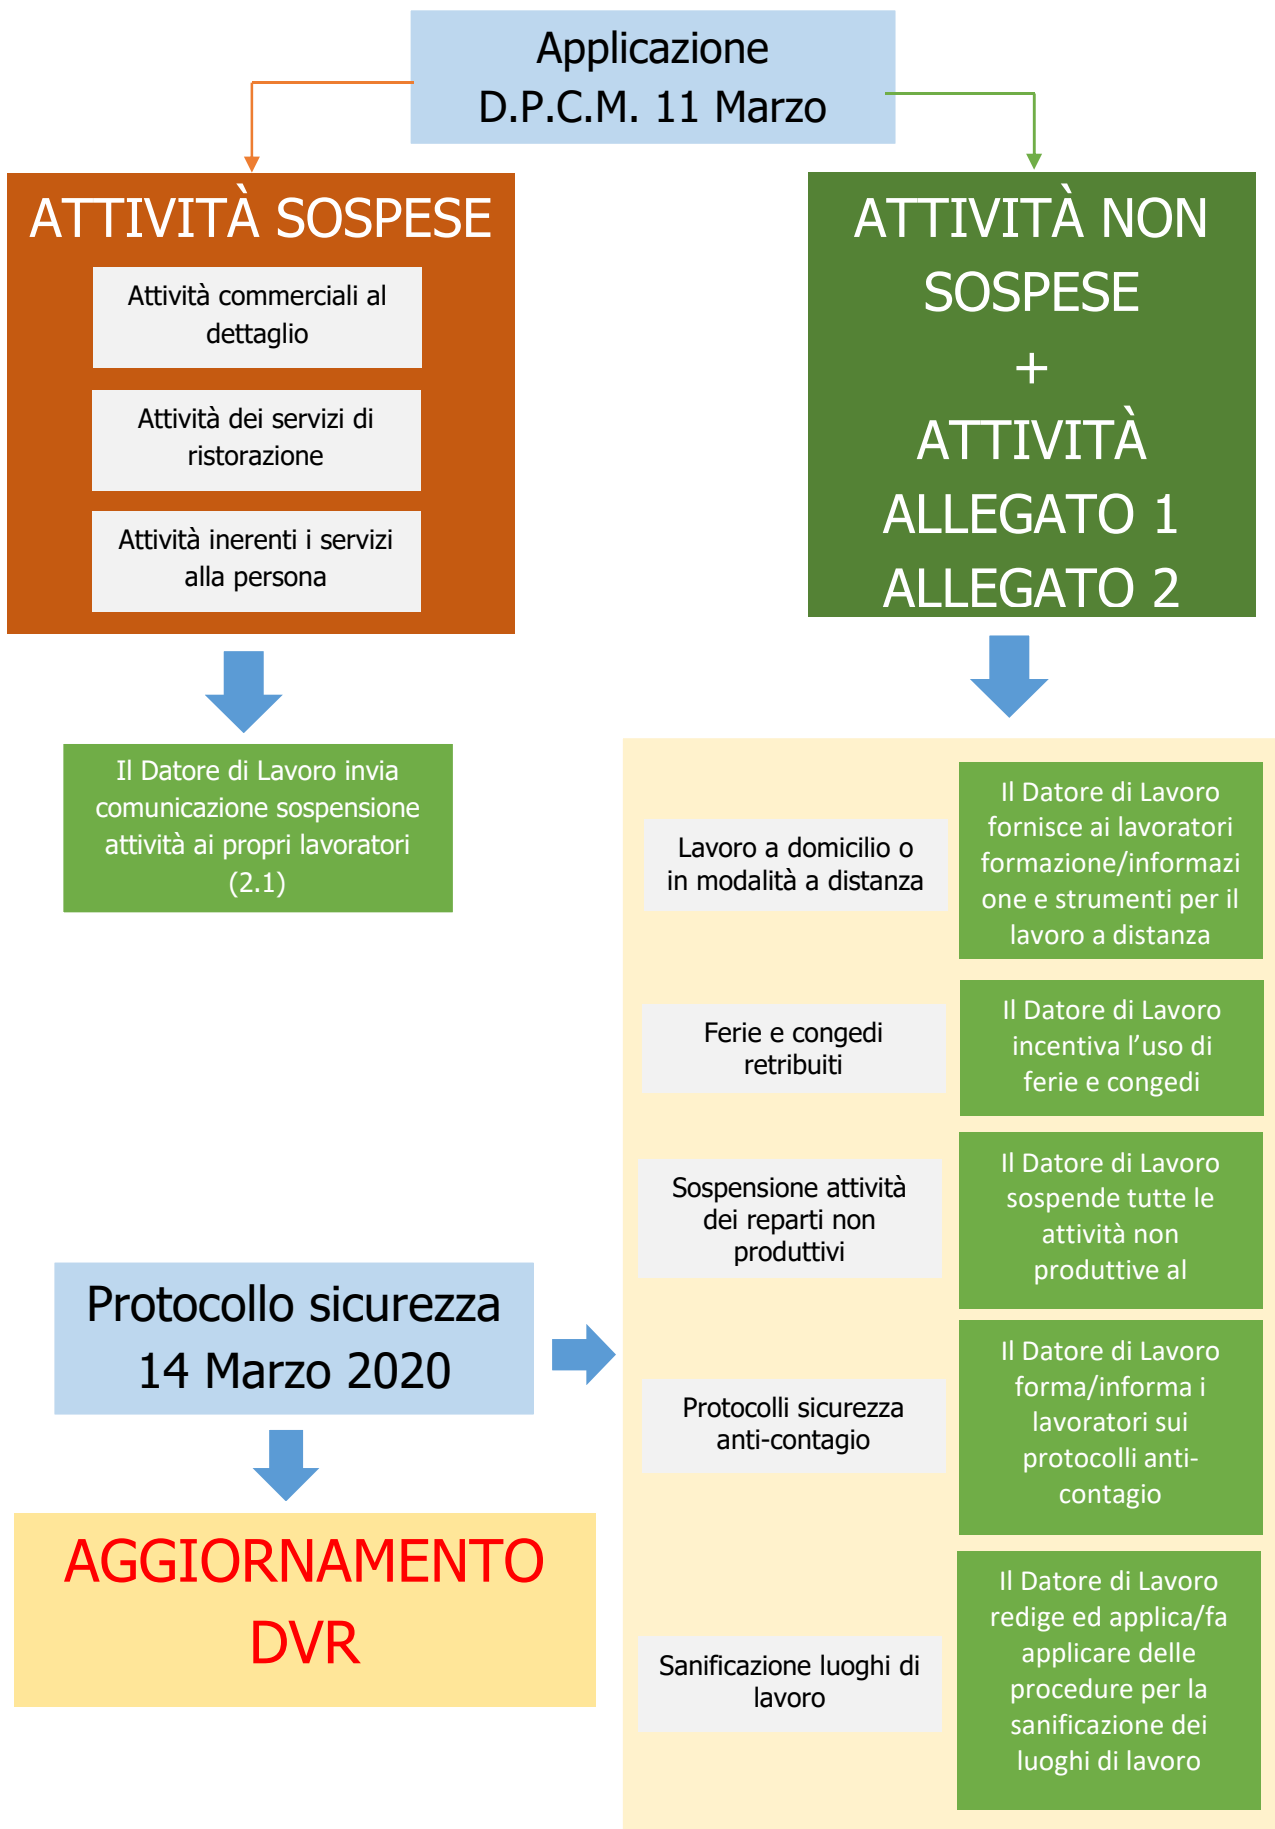 Applicazione
D.P.C.M. 11 Marzo
ATTIVITÀ SOSPESE
Attività commerciali al
dettaglio
Attività dei servizi di
ristorazione
Attività inerenti i servizi
alla persona
ATTIVITÀ NON
SOSPESE
+
ATTIVITÀ
ALLEGATO 1
ALLEGATO 2
Il Datore di Lavoro invia
comunicazione sospensione
attività ai propri lavoratori
(2.1)
Lavoro a domicilio o
in modalità a distanza
Il Datore di Lavoro
fornisce ai lavoratori
formazione/informazi
one e strumenti per il
lavoro a distanza
Ferie e congedi
retribuiti
Il Datore di Lavoro
incentiva l’uso di
ferie e congedi
Sospensione attività
dei reparti non
produttivi
Il Datore di Lavoro
sospende tutte le
attività non
produttive al
Protocollo sicurezza
14 Marzo 2020
Protocolli sicurezza
anti-contagio
Il Datore di Lavoro
forma/informa i
lavoratori sui
protocolli anti-
contagio
AGGIORNAMENTO
DVR
Sanificazione luoghi di
lavoro
Il Datore di Lavoro
redige ed applica/fa
applicare delle
procedure per la
sanificazione dei
luoghi di lavoro